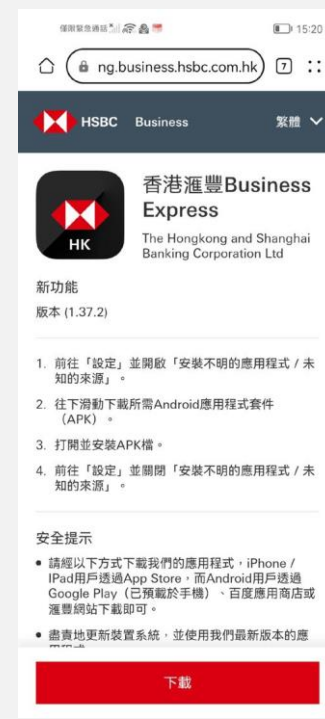 僅限緊急通話
15:20
ng.business.hsbc.com.hk
7
HSBC Business
繁體
HK
香港滙豐Business
Express
The Hongkong and Shanghai
Banking Corporation Ltd
新功能
版本 (1.37.2)
1. 前往「設定」並開啟「安裝不明的應用程式 / 未
知的來源」。
2. 往下滑動下載所需Android應用程式套件
(APK) 。
3. 打開並安裝APK檔。
4. 前往「設定」並關閉「安裝不明的應用程式 / 未
知的來源」。
安全提示
• 請經以下方式下載我們的應用程式，iPhone /
IPad用戶透過App Store，而Android用戶透過
Google Play（已預載於手機）、百度應用商店或
滙豐網站下載即可。
• 盡責地更新裝置系統，並使用我們最新版本的應
下載